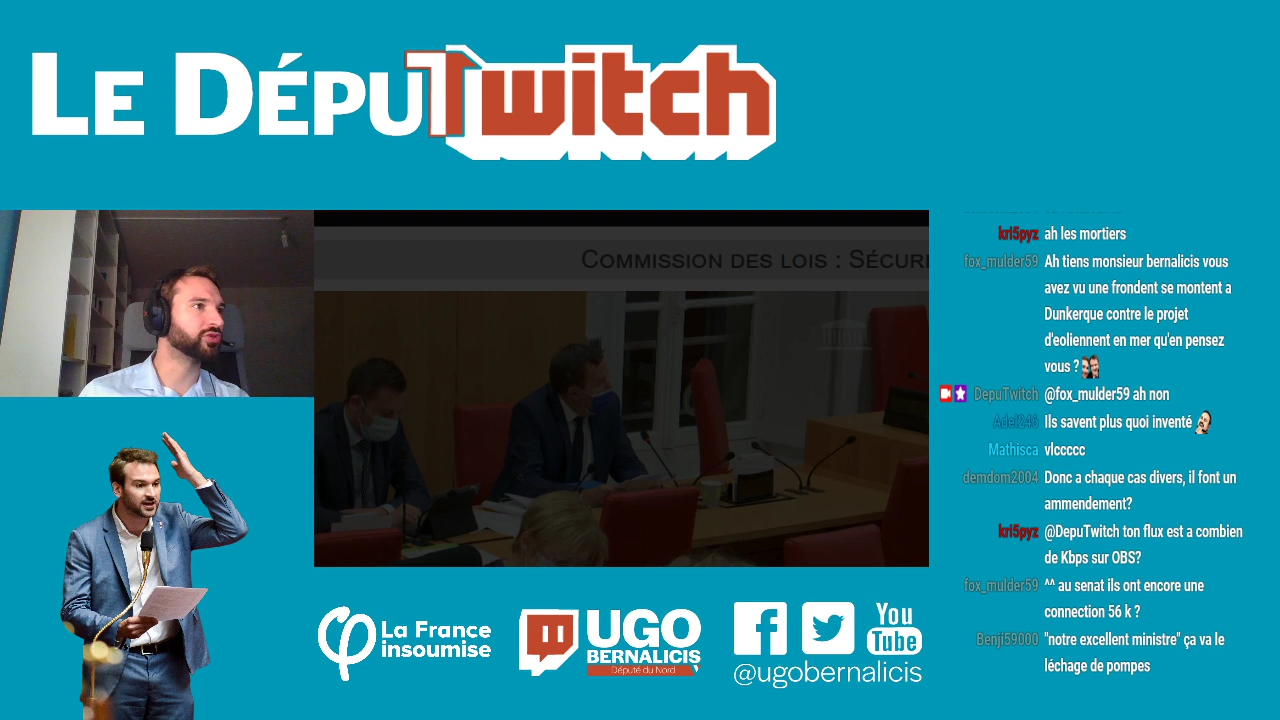 LE DÉPUTwitch
COMMISSION DES LOIS : SÉCURI
kri5pyz ah les mortiers
fox_mulder59 Ah tiens monsieur bernalicis vous
avez vu une frondent se montent a
Dunkerque contre le projet
d'eoliennent en mer qu'en pensez
vous ?
DepuTwitch @fox_mulder59 ah non
Adel246 Ils savent plus quoi inventé
Mathisca vlccccc
demdom2004 Donc a chaque cas divers, il font un
ammendement?
kri5pyz @DepuTwitch ton flux est a combien
de Kbps sur OBS?
fox_mulder59 ^^ au senat ils ont encore une
connection 56 k ?
Benji59000 "notre excellent ministre" ça va le
léchage de pompes
La France
insoumise
UGO
BERNALICIS
Député du Nord
You
Tube
@ugobernalicis